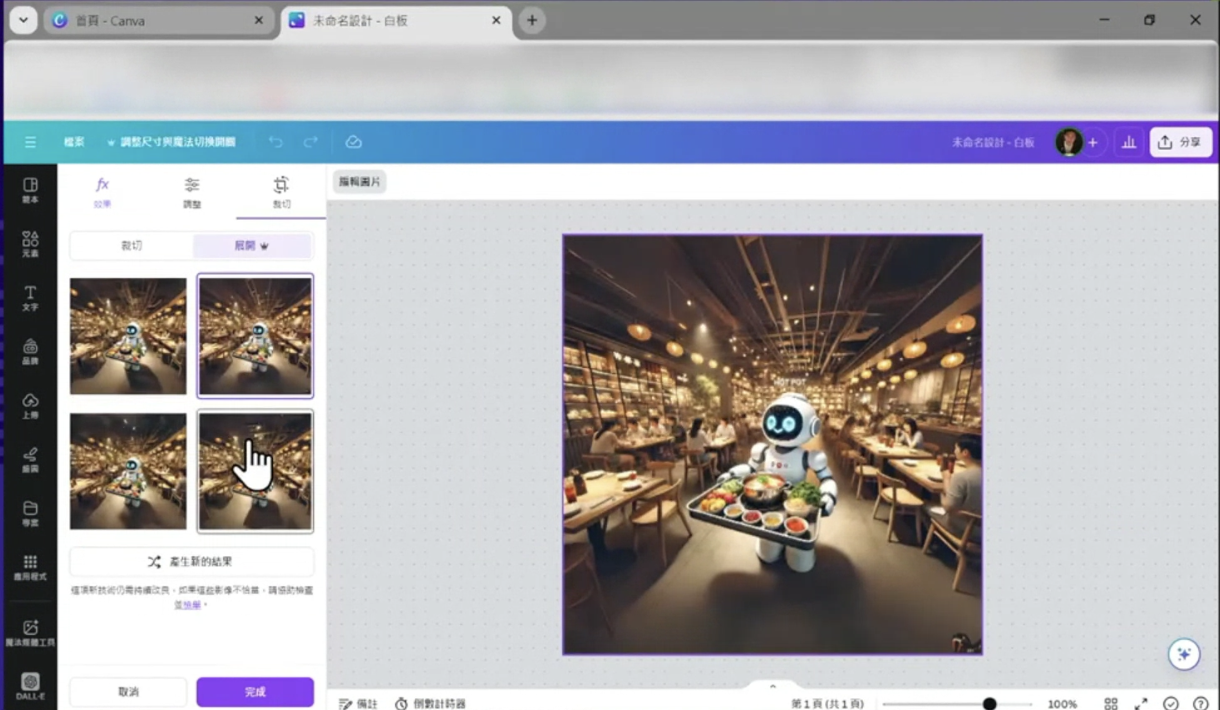 首頁 - Canva
未命名設計 - 白板
檔案
調整尺寸與魔法切換開關
未命名設計 - 白板
分享
範本
元素
文字
品牌
上傳
繪圖
專案
應用程式
魔法媒體工具
DALL·E
fx
效果
調整
裁切
裁切
展開
產生新的結果
這項新技術仍需持續改良，如果這些影像不恰當，請協助檢查
並檢舉。
取消
完成
編輯圖片
HOT POT
備註
倒數計時器
第 1 頁 (共 1 頁)
100%